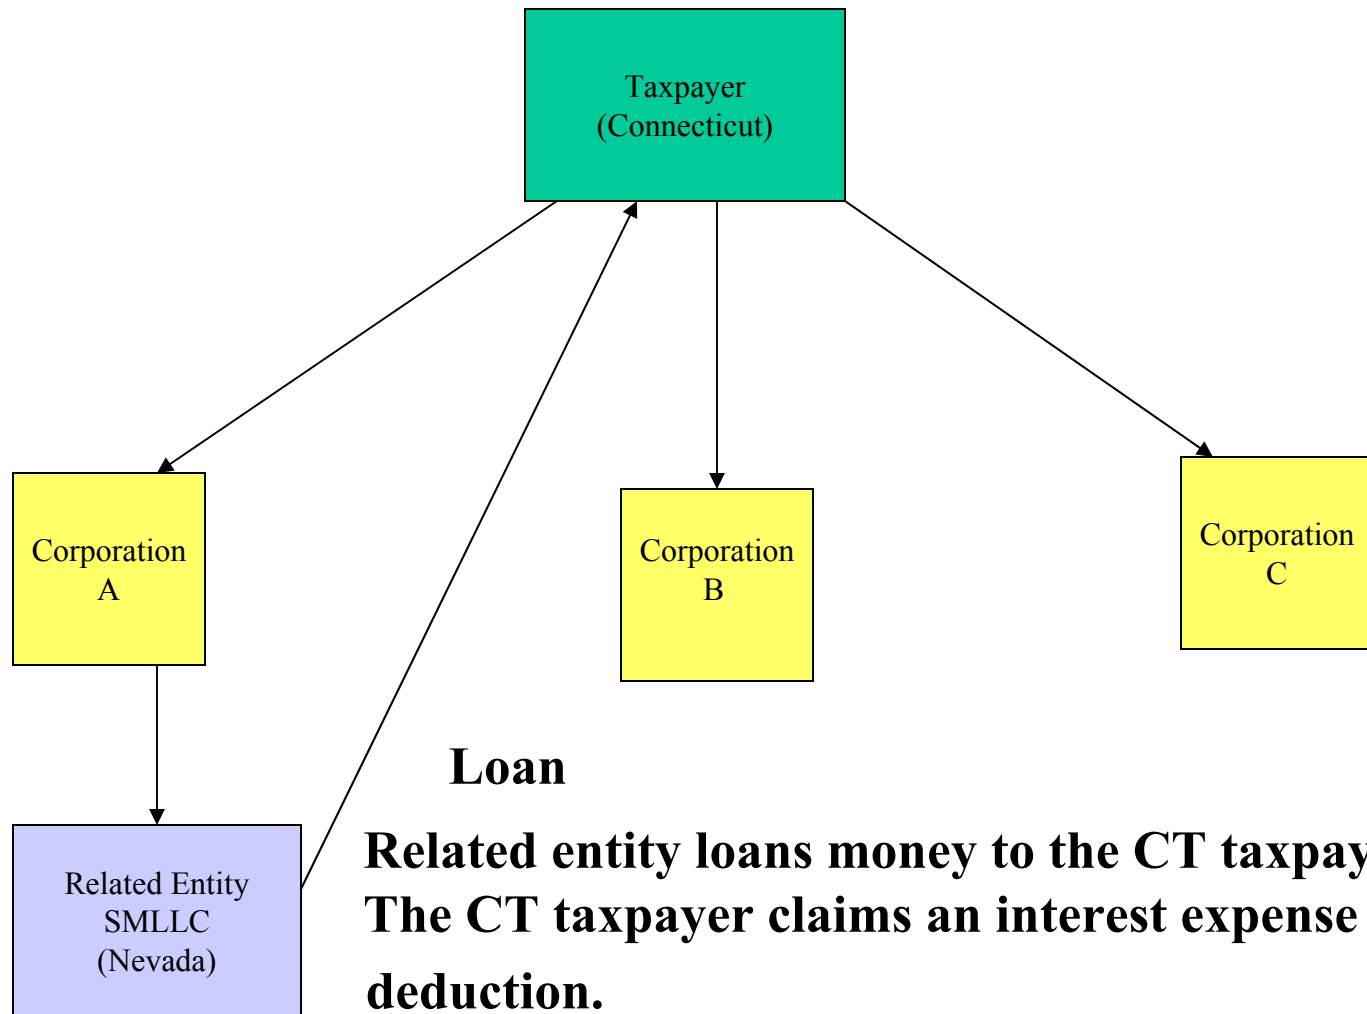 Taxpayer
(Connecticut)
Corporation
A
Corporation
B
Corporation
C
Loan
Related entity loans money to the CT
The CT taxpayer claims an interest expense
deduction.
Related Entity
SMLLC
(Nevada)